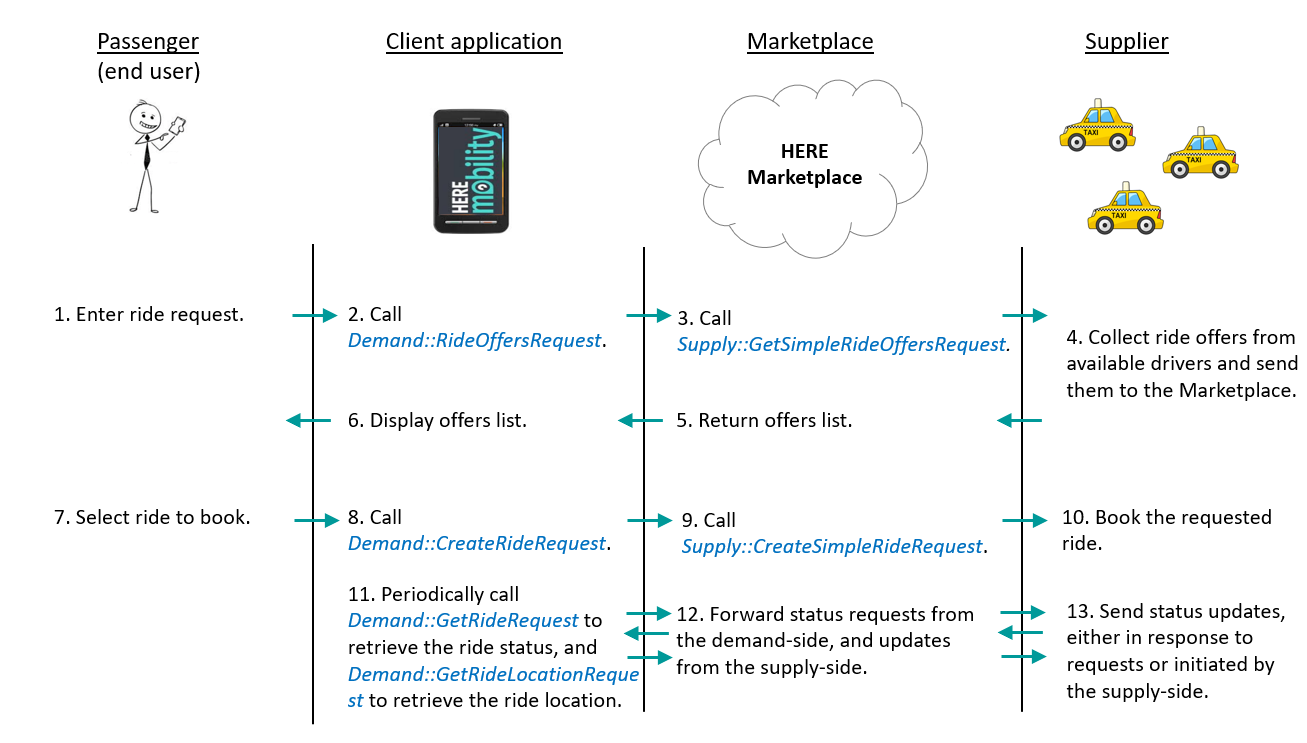 Passenger
(end user)
Client application
Marketplace
Supplier
HERE
mobility
HERE
Marketplace
TAXI
TAXI
TAXI
1. Enter ride request.
2. Call
Demand::RideOffersRequest.
3. Call
Supply::GetSimpleRideOffersRequest.
4. Collect ride offers from
available drivers and send
them to the Marketplace.
6. Display offers list.
5. Return offers list.
7. Select ride to book.
8. Call
Demand::CreateRideRequest.
9. Call
Supply::CreateSimpleRideRequest.
10. Book the requested
ride.
11. Periodically call
Demand::GetRideRequest to
retrieve the ride status, and
Demand::GetRideLocationReque
st to retrieve the ride location.
12. Forward status requests from
the demand-side, and updates
from the supply-side.
13. Send status updates,
either in response to
requests or initiated by
the supply-side.